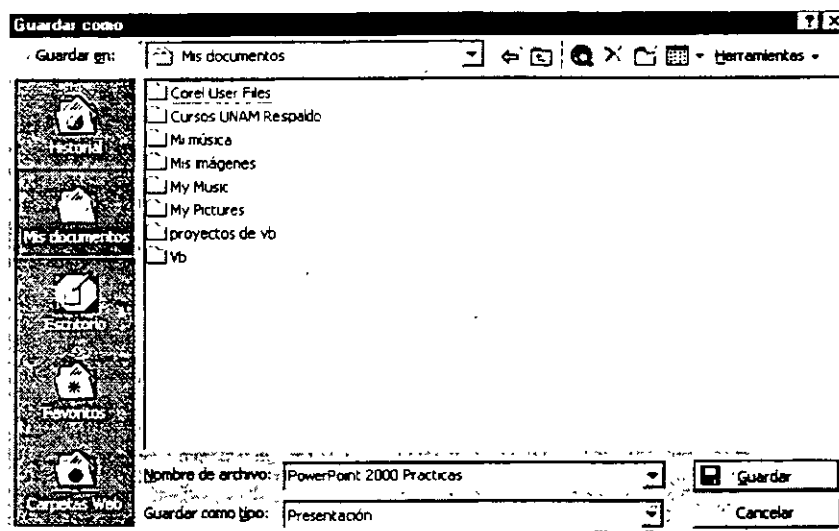 Guardar como
Guardar en:
Mis documentos
Herramientas
Historial
Mis documentos
Escritorio
Favoritos
Carpetas Web
Corel User Files
Cursos UNAM Respaldo
Mi música
Mis imágenes
My Music
My Pictures
proyectos de vb
Vb
Nombre de archivo:
PowerPoint 2000 Practicas
Guardar
Guardar como tipo:
Presentación
Cancelar